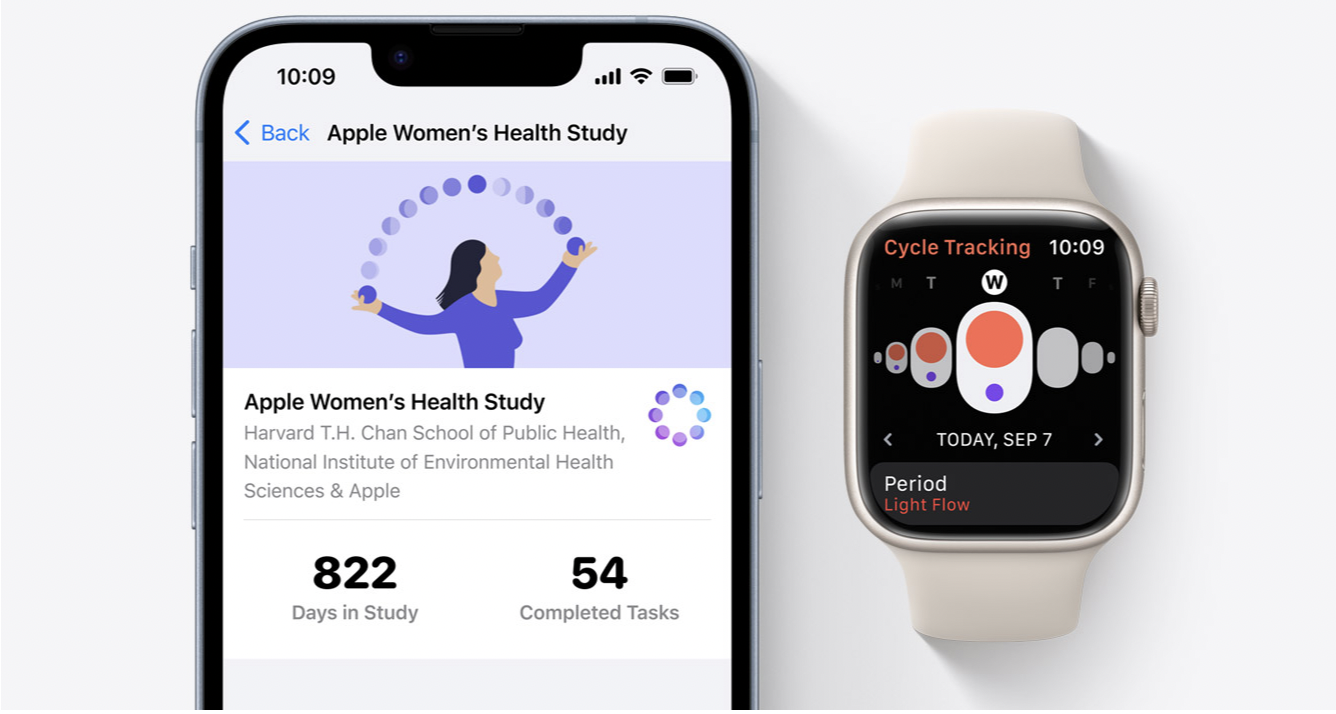 10:09
Back Apple Women's Health Study
Apple Women's Health Study
Harvard T.H. Chan School of Public Health,
National Institute of Environmental Health
Sciences & Apple
822 54
Days in Study Completed Tasks
Cycle Tracking 10:09
M T W T F
TODAY, SEP 7
Period
Light Flow